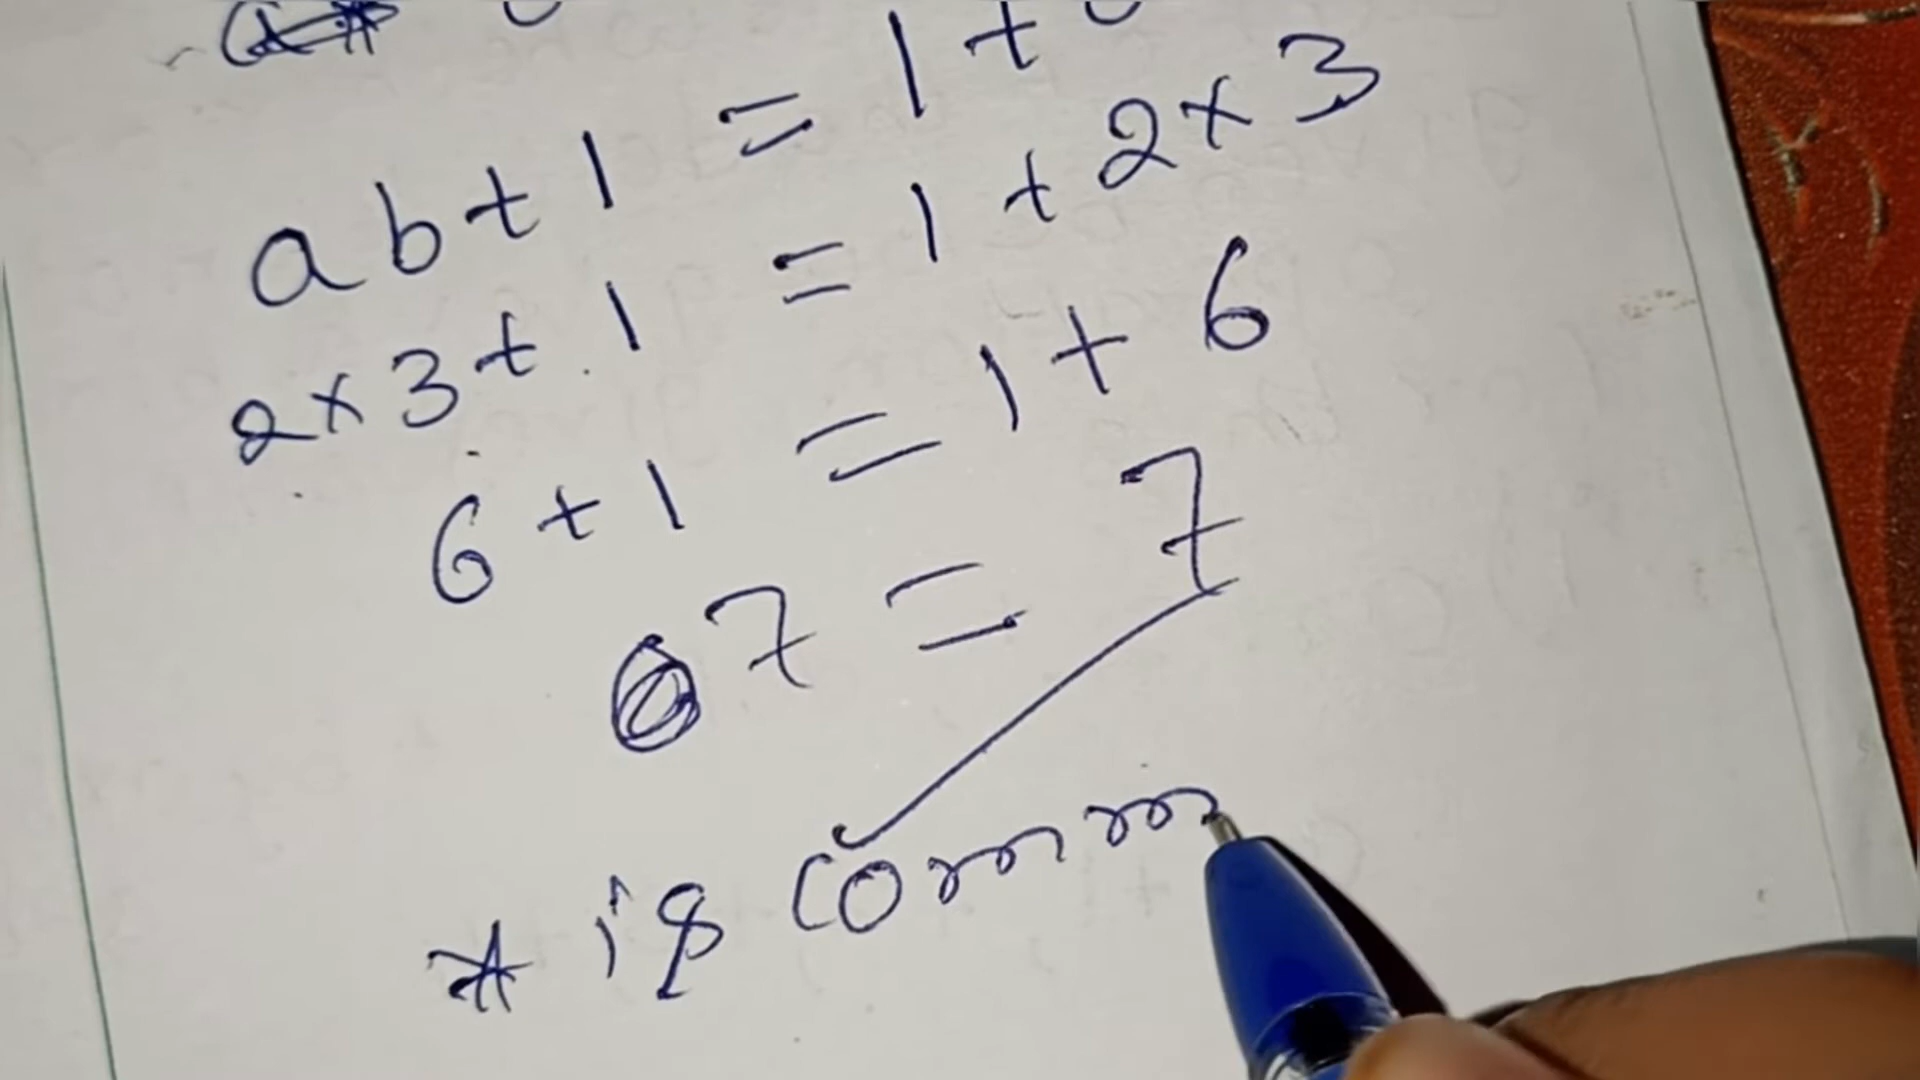 ab + 1 = 1 +
2 × 3 + 1 = 1 + 2 × 3
6 + 1 = 1 + 6
7 = 7
* is comm